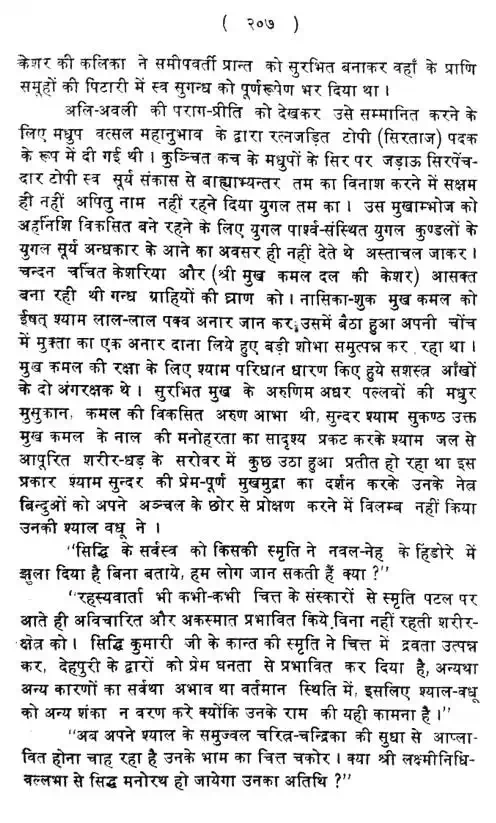 ( २०७ )
केशर की कलिका ने समीपवर्ती प्रान्त को सुरभित बनाकर वहाँ के प्राणि
समूहों की पिटारी में स्व सुगन्ध को पूर्णरूपेण भर दिया था ।
अलि-अवली की पराग-प्रीति को देखकर उसे सम्मानित करने के
लिए मधुप वत्सल महानुभाव के द्वारा रत्नजड़ित टोपी (सिरताज) पदक
के रूप में दी गई थी । कुञ्चित कच के मधुपों के सिर पर जड़ाऊ सिरपेंच-
दार टोपी स्व सूर्य संकास से बाह्याभ्यन्तर तम का विनाश करने में सक्षम
ही नहीं अपितु नाम नहीं रहने दिया युगल तम का । उस मुखाम्भोज को
अर्हनिशि विकसित बने रहने के लिए युगल पार्श्व-संस्थित युगल कुण्डलों के
युगल सूर्य अन्धकार के आने का अवसर ही नहीं देते थे अस्ताचल जाकर ।
चन्दन चर्चित केशरिया और (श्री मुख कमल दल की केशर) आसक्त
बना रही थी गन्ध ग्राहियों की घ्राण को । नासिका-शुक मुख कमल को
ईषत् श्याम लाल-लाल पक्व अनार जान कर, उसमें बैठा हुआ अपनी चोंच
में मुक्ता का एक अनार दाना लिये हुए बड़ी शोभा समुत्पन्न कर रहा था ।
मुख कमल की रक्षा के लिए श्याम परिधान धारण किए हुये सशस्त्र आँखों
के दो अंगरक्षक थे । सुरभित मुख के अरुणिम अधर पल्लवों की मधुर
मुसुकान, कमल की विकसित अरुण आभा थी, सुन्दर श्याम सुकण्ठ उक्त
मुख कमल के नाल की मनोहरता का सादृश्य प्रकट करके श्याम जल से
आपूरित शरीर-धड़ के सरोवर में कुछ उठा हुआ प्रतीत हो रहा था इस
प्रकार श्याम सुन्दर की प्रेम-पूर्ण मुखमुद्रा का दर्शन करके उनके नेत्र
बिन्दुओं को अपने अञ्चल के छोर से प्रोक्षण करने में विलम्ब नहीं किया
उनकी श्याल वधू ने ।
"सिद्धि के सर्वस्व को किसकी स्मृति ने नवल-नेह के हिंडोरे में
झुला दिया है बिना बताये, हम लोग जान सकती हैं क्या ?"
"रहस्यवार्ता भी कभी-कभी चित्त के संस्कारों से स्मृति पटल पर
आते ही अविचारित और अकस्मात प्रभावित किये बिना नहीं रहती शरीर-
क्षेत्र को । सिद्धि कुमारी जी के कान्त की स्मृति ने चित्त में द्रवता उत्पन्न
कर, देहपुरी के द्वारों को प्रेम घनता से प्रभावित कर दिया है, अन्यथा
अन्य कारणों का सर्वथा अभाव था वर्तमान स्थिति में, इसलिए श्याल-वधू
को अन्य शंका न वरण करे क्योंकि उनके राम की यही कामना है ।"
"अब अपने श्याल के समुज्वल चरित्र-चन्द्रिका की सुधा से आप्ला-
वित होना चाह रहा है उनके भाम का चित्त चकोर । क्या श्री लक्ष्मीनिधि-
वल्लभा से सिद्ध मनोरथ हो जायेगा उनका अतिथि ?"